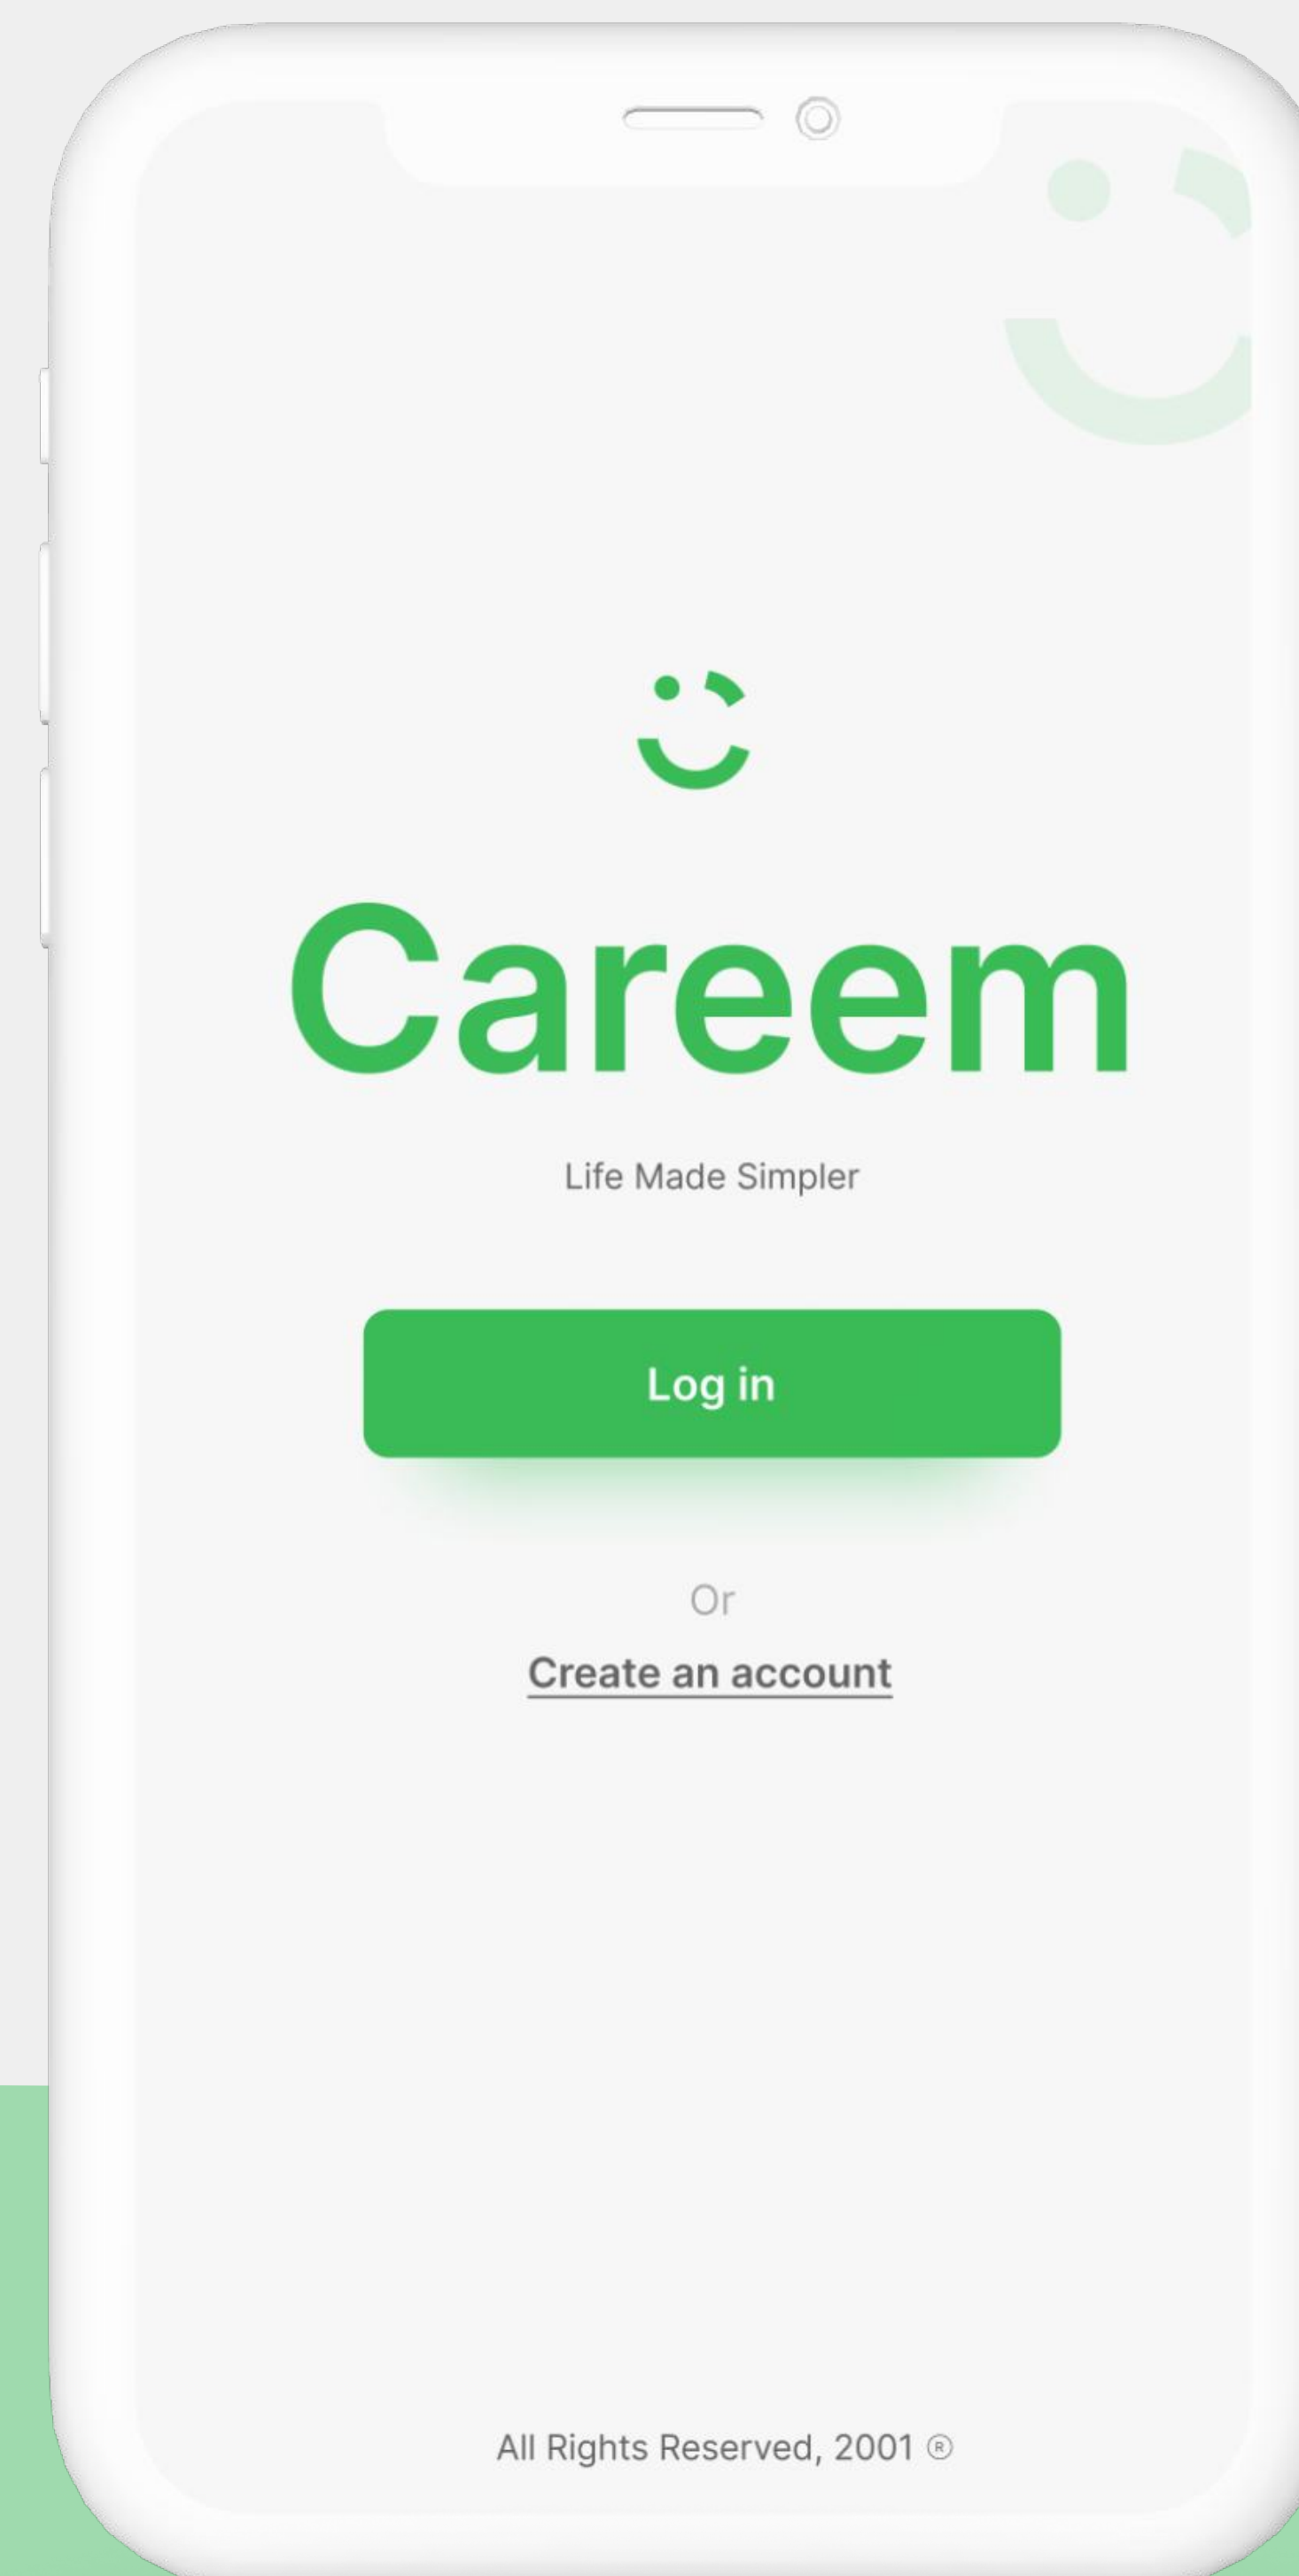 Careem
Life Made Simpler
Log in
Or
Create an account
All Rights Reserved, 2001 ®